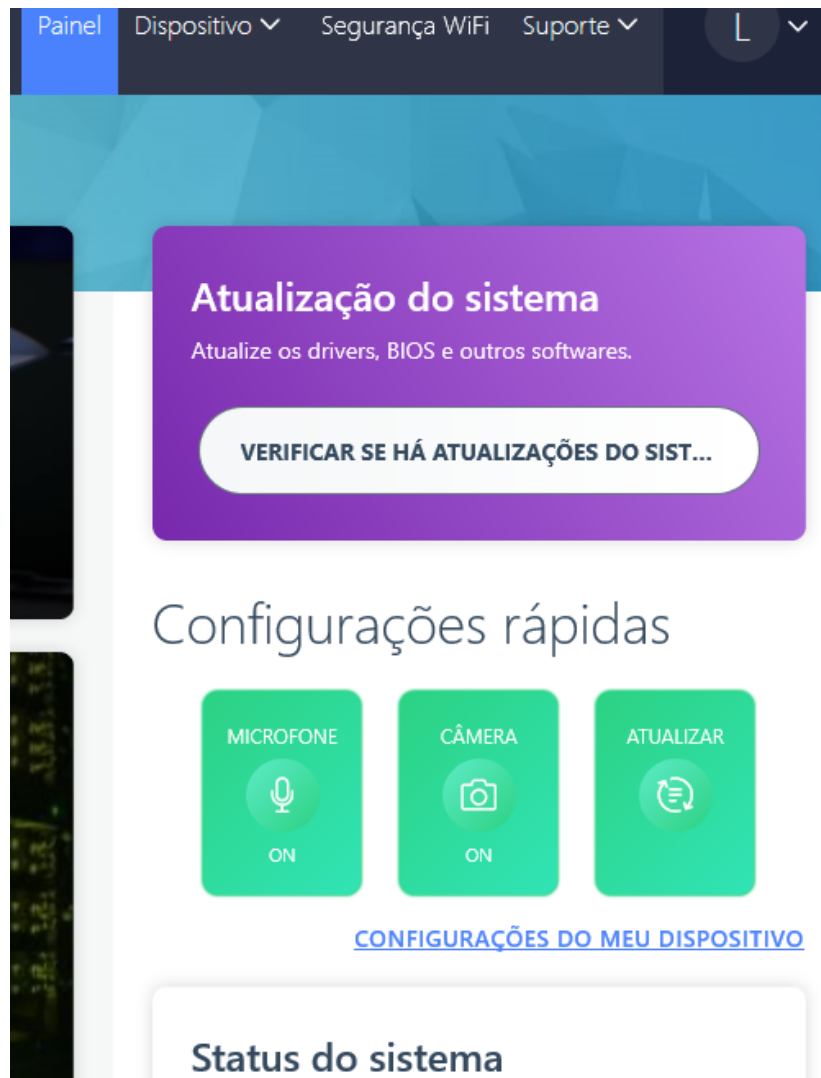 Painel Dispositivo Segurança WiFi Suporte L
Atualização do sistema
Atualize os drivers, BIOS e outros softwares.
VERIFICAR SE HÁ ATUALIZAÇÕES DO SIST...
Configurações rápidas
MICROFONE CÂMERA ATUALIZAR
ON ON
CONFIGURAÇÕES DO MEU DISPOSITIVO
Status do sistema